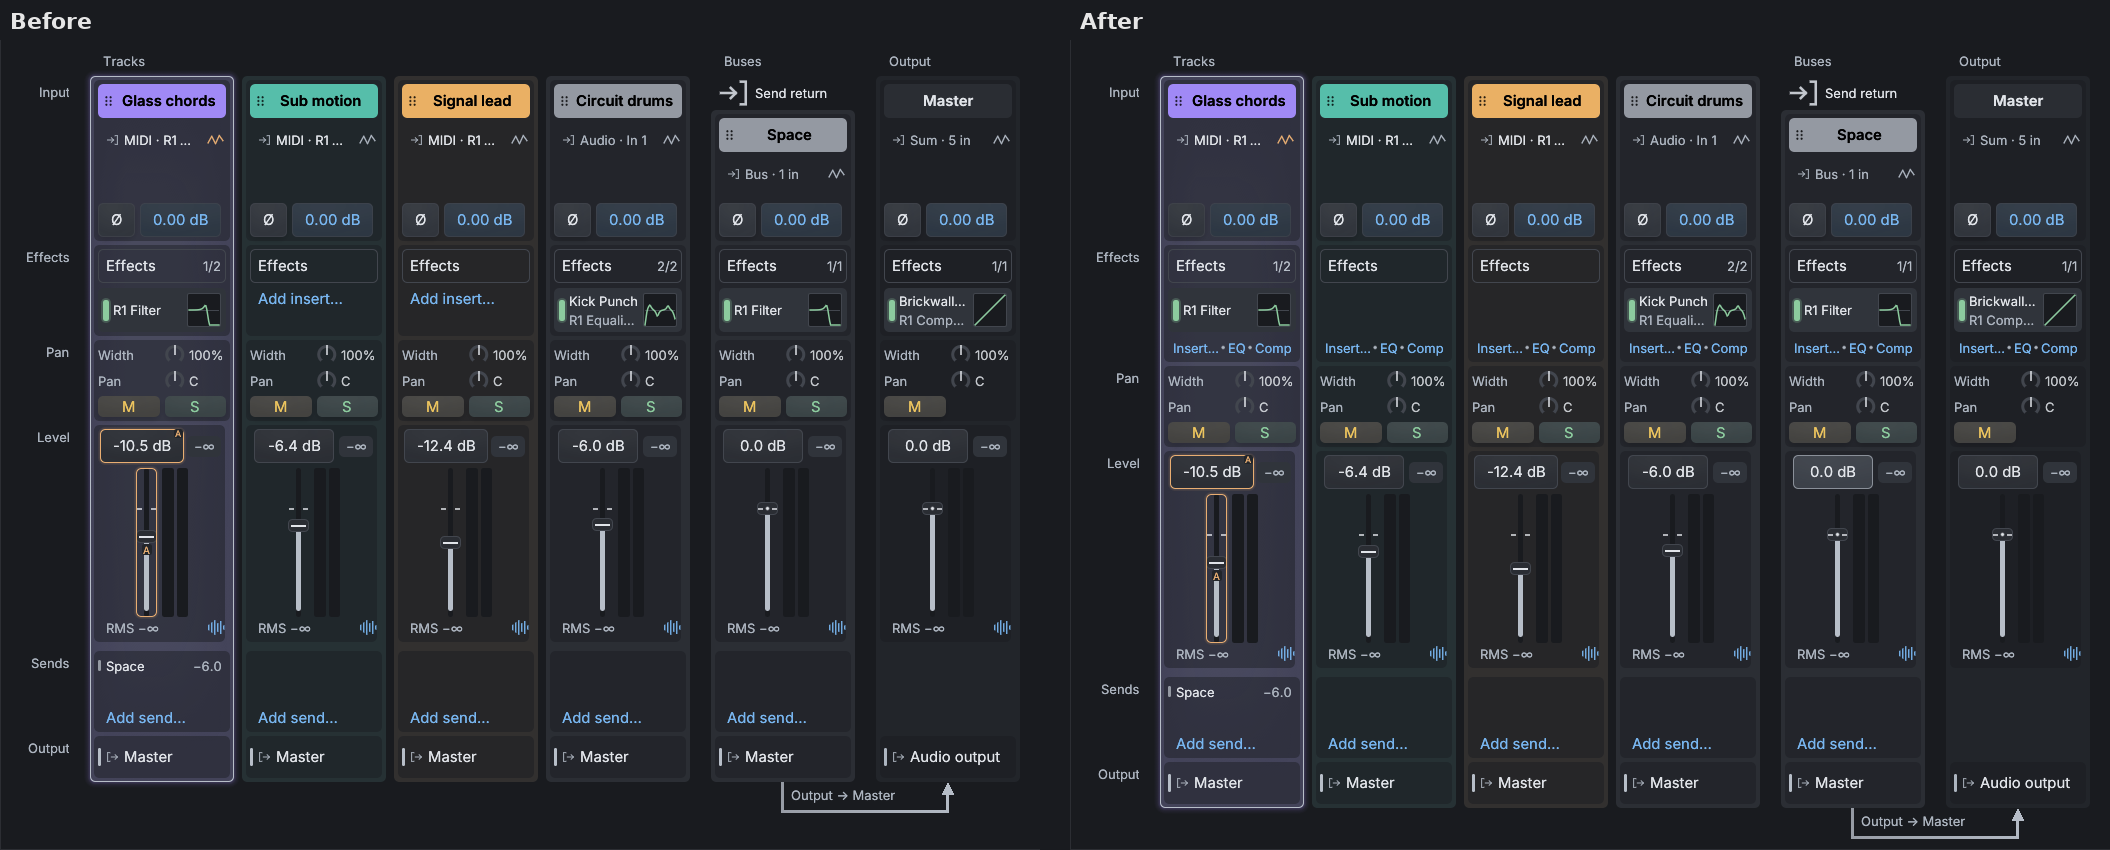 Before
Tracks Buses Output
Input Glass chords Sub motion Signal lead Circuit drums Send return Master
Space
MIDI · R1 ... MIDI · R1 ... MIDI · R1 ... Audio · In 1 Bus · 1 in Sum · 5 in
Ø 0.00 dB Ø 0.00 dB Ø 0.00 dB Ø 0.00 dB Ø 0.00 dB Ø 0.00 dB
Effects Effects 1/2 Effects Effects Effects 2/2 Effects 1/1 Effects 1/1
R1 Filter Add insert... Add insert... Kick Punch R1 Filter Brickwall...
R1 Equali... R1 Comp...
Pan Width 100% Width 100% Width 100% Width 100% Width 100% Width 100%
Pan C Pan C Pan C Pan C Pan C Pan C
M S M S M S M S M S M
Level -10.5 dB A -∞ -6.4 dB -∞ -12.4 dB -∞ -6.0 dB -∞ 0.0 dB -∞ 0.0 dB -∞
A
RMS -∞ RMS -∞ RMS -∞ RMS -∞ RMS -∞ RMS -∞
Sends Space -6.0
Add send... Add send... Add send... Add send... Add send...
Output Master Master Master Master Master Audio output
Output → Master
After
Tracks Buses Output
Input Glass chords Sub motion Signal lead Circuit drums Send return Master
Space
MIDI · R1 ... MIDI · R1 ... MIDI · R1 ... Audio · In 1 Bus · 1 in Sum · 5 in
Ø 0.00 dB Ø 0.00 dB Ø 0.00 dB Ø 0.00 dB Ø 0.00 dB Ø 0.00 dB
Effects Effects 1/2 Effects Effects Effects 2/2 Effects 1/1 Effects 1/1
R1 Filter Kick Punch R1 Filter Brickwall...
R1 Equali... R1 Comp...
Insert... • EQ • Comp Insert... • EQ • Comp Insert... • EQ • Comp Insert... • EQ • Comp Insert... • EQ • Comp Insert... • EQ • Comp
Pan Width 100% Width 100% Width 100% Width 100% Width 100% Width 100%
Pan C Pan C Pan C Pan C Pan C Pan C
M S M S M S M S M S M
Level -10.5 dB A -∞ -6.4 dB -∞ -12.4 dB -∞ -6.0 dB -∞ 0.0 dB -∞ 0.0 dB -∞
A
RMS -∞ RMS -∞ RMS -∞ RMS -∞ RMS -∞ RMS -∞
Sends Space -6.0
Add send... Add send... Add send... Add send... Add send...
Output Master Master Master Master Master Audio output
Output → Master